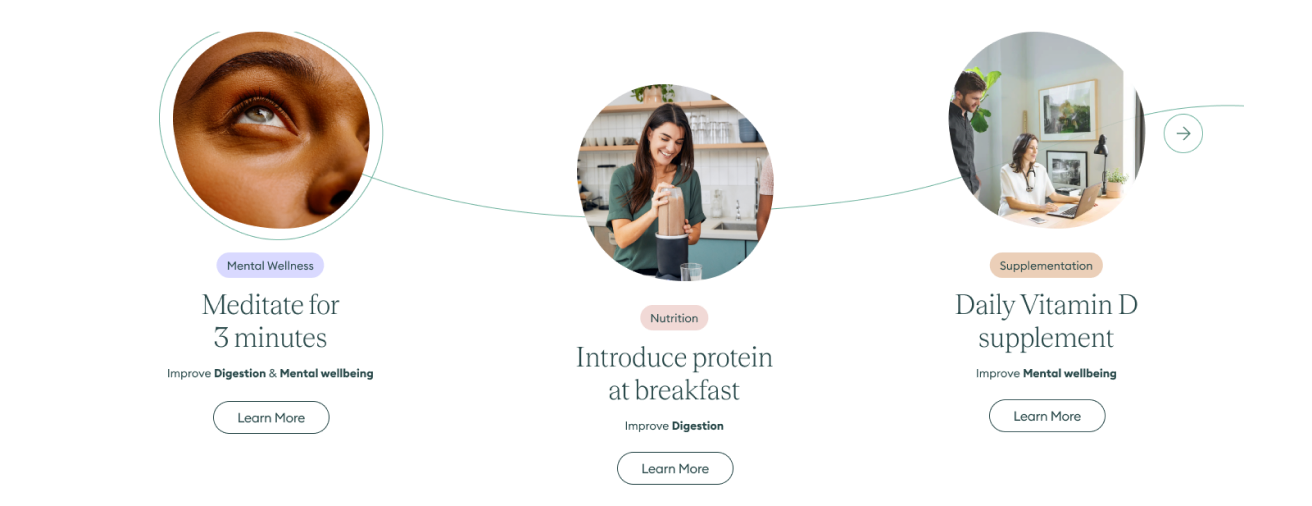 Mental Wellness
Meditate for
3 minutes
Improve Digestion & Mental wellbeing
Learn More
Nutrition
Introduce protein
at breakfast
Improve Digestion
Learn More
Supplementation
Daily Vitamin D
supplement
Improve Mental wellbeing
Learn More